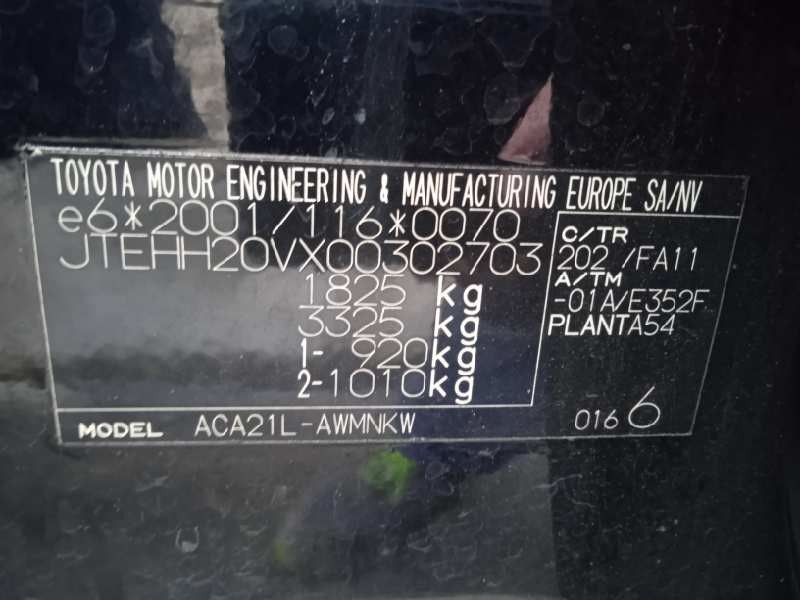 TOYOTA MOTOR ENGINEERING & MANUFACTURING EUROPE SA/NV
e6*2001/116*0070
JTEHH20VX00302703
1825 kg
3325 kg
1- 920kg
2-1010kg
C/TR
202 /FA11
A/TM
-01A/E352F
PLANTA54
MODEL ACA21L-AWMNKW
0166